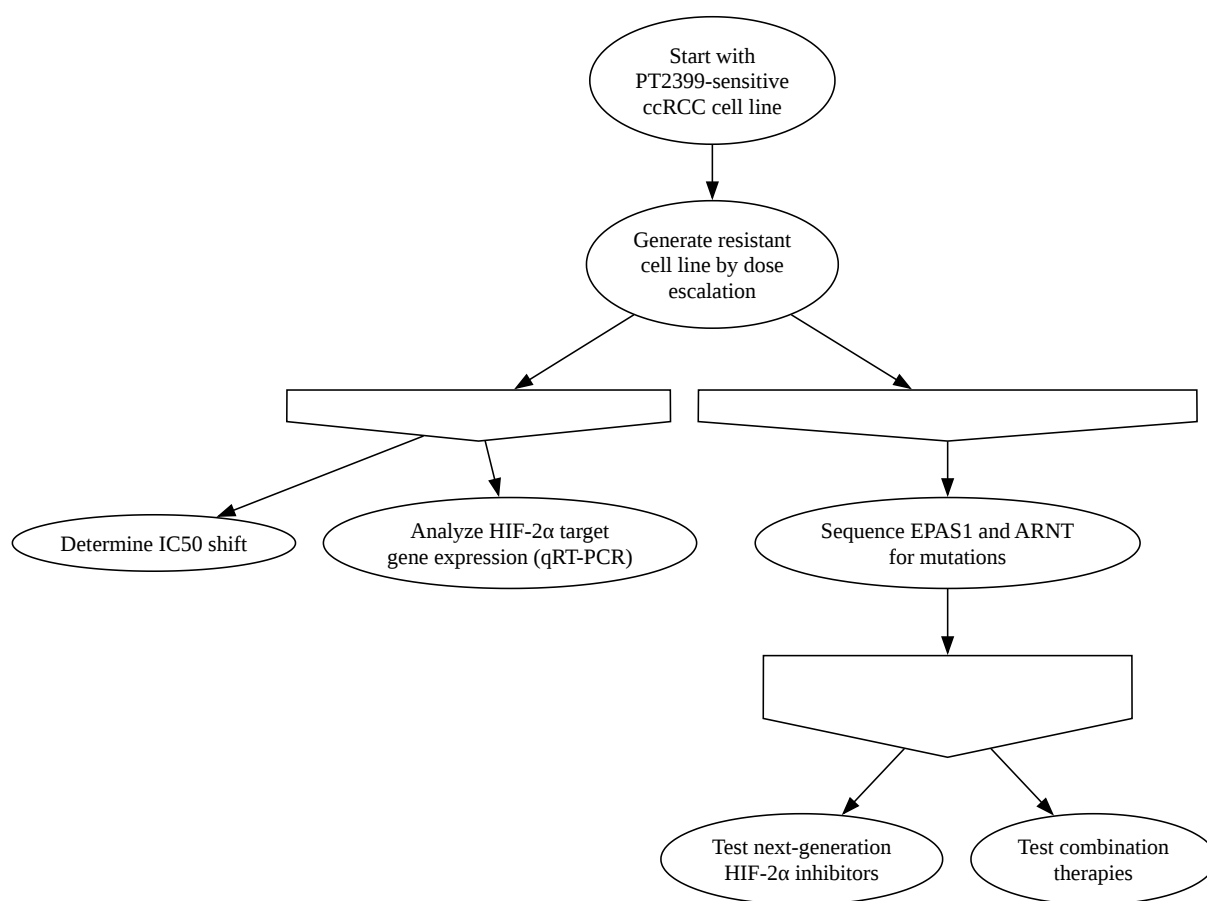 Start with
PT2399-sensitive
ccRCC cell line
Generate resistant
cell line by dose
escalation
Determine IC50 shift
Analyze HIF-2α target
gene expression (qRT-PCR)
Sequence EPAS1 and ARNT
for mutations
Test next-generation
HIF-2α inhibitors
Test combination
therapies